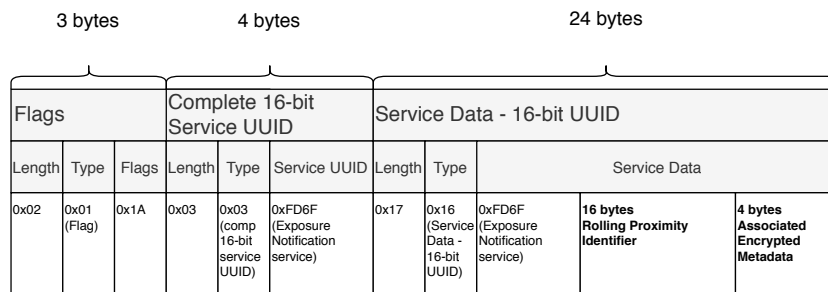 3 bytes 4 bytes 24 bytes
Flags Complete 16-bit Service UUID Service Data - 16-bit UUID
Length Type Flags Length Type Service UUID Length Type Service Data
0x02
0x01
(Flag)
0x1A
0x03
0x03
(comp
16-bit
service
UUID)
0xFD6F
(Exposure
Notification
service)
0x17
0x16
(Service
Data -
16-bit
UUID)
0xFD6F
(Exposure
Notification
service)
16 bytes
Rolling Proximity
Identifier
4 bytes
Associated
Encrypted
Metadata